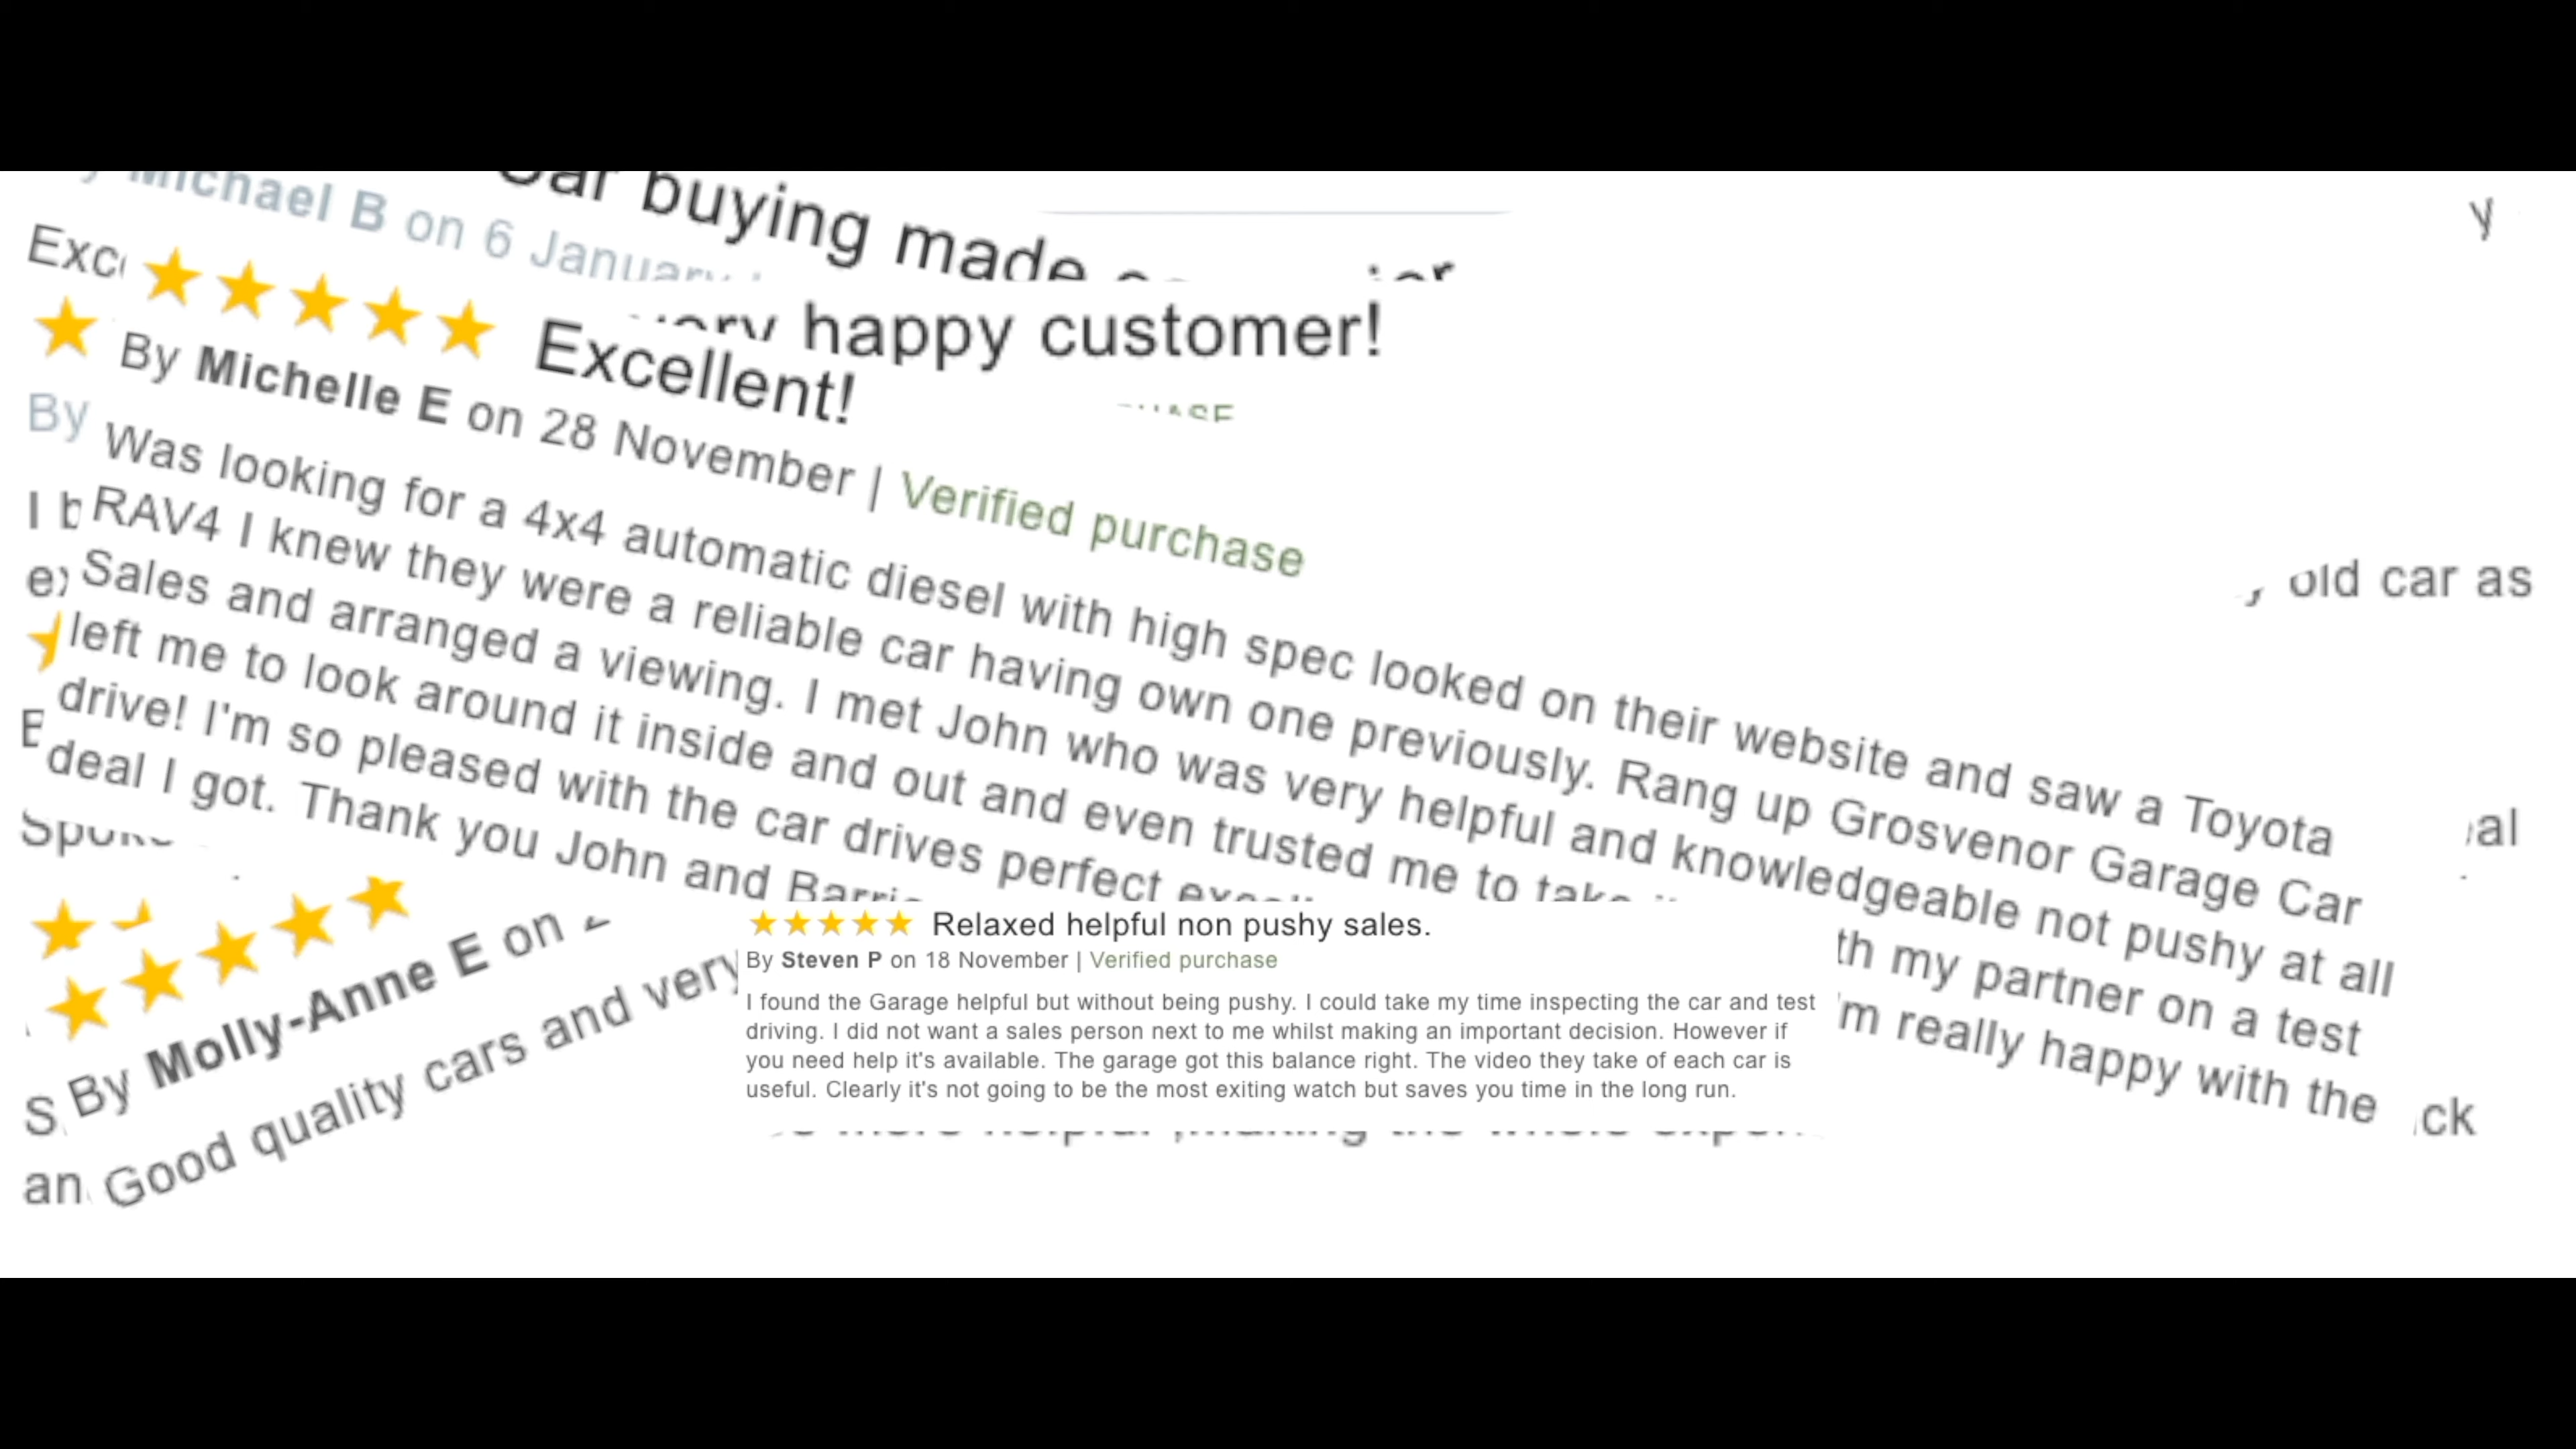 Michael B on 6 January
buying made
y
happy customer!
★★★★★ Excellent!
By Michelle E on 28 November | Verified purchase
By
Was looking for a 4x4 automatic diesel with high spec looked on their website and saw a Toyota
RAV4 I knew they were a reliable car having own one previously. Rang up Grosvenor Garage Car
Sales and arranged a viewing. I met John who was very helpful and knowledgeable not pushy at all
left me to look around it inside and out and even trusted me to take th my partner on a test
drive! I'm so pleased with the car drives perfect 'm really happy with the
deal I got. Thank you John and
old car as
al
ck
★★★★★
By Molly-Anne E on
Good quality cars and very
an
★★★★★ Relaxed helpful non pushy sales.
By Steven P on 18 November | Verified purchase
I found the Garage helpful but without being pushy. I could take my time inspecting the car and test
driving. I did not want a sales person next to me whilst making an important decision. However if
you need help it's available. The garage got this balance right. The video they take of each car is
useful. Clearly it's not going to be the most exiting watch but saves you time in the long run.